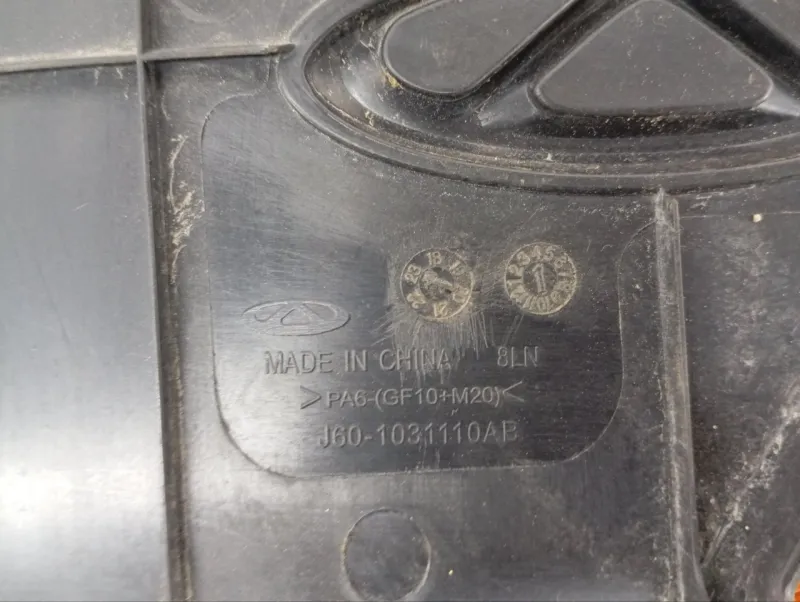 MADE IN CHINA 8LN
>PA6-(GF10+M20)<
J60-1031110AB